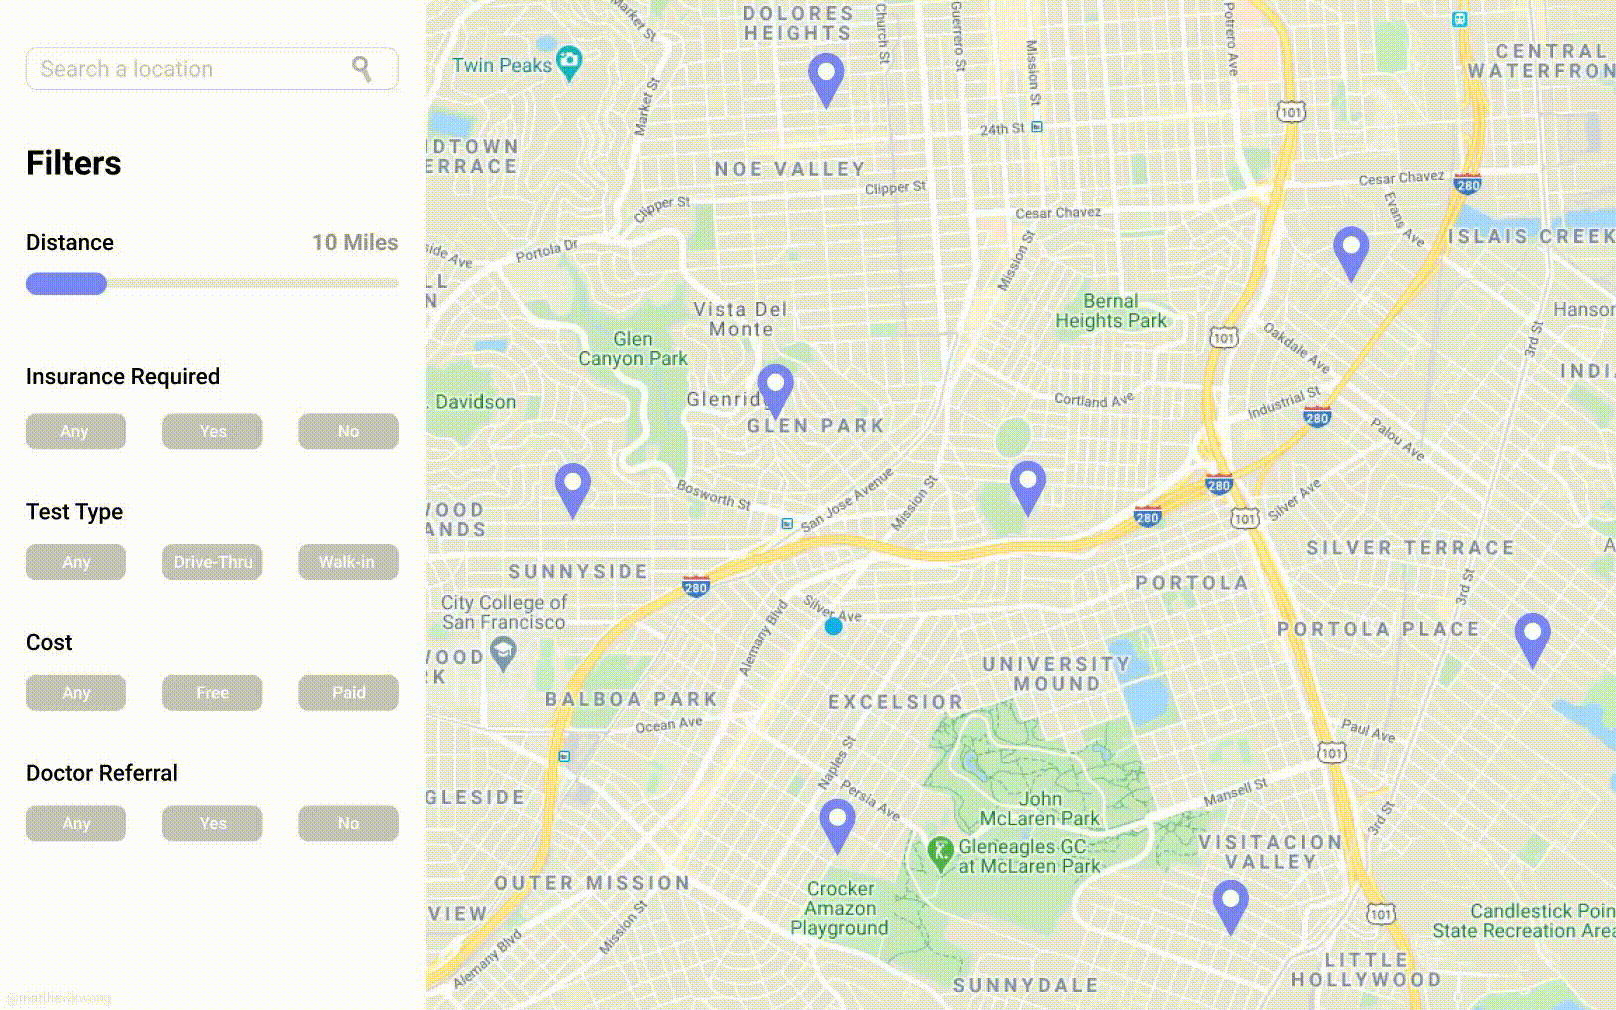 Search a location
Filters
Distance
10 Miles
Insurance Required
Any
Yes
No
Test Type
Any
Drive-Thru
Walk-in
Cost
Any
Free
Paid
Doctor Referral
Any
Yes
No
@matthewkwong
Market St
DOLORES
HEIGHTS
Church St
Guerrero St
Mission St
Potrero Ave
CENTRAL
WATERFRON
Twin Peaks
Market St
101
24th St
DTOWN
ERRACE
NOE VALLEY
Clipper St
Clipper St
Cesar Chavez
Cesar Chavez
280
Evans Ave
ISLAIS CREEK
side Ave
Portola Dr
Mission St
LL
N
Vista Del
Monte
Bernal
Heights Park
Hanson
Glen
Canyon Park
101
Oakdale Ave
3rd St
INDI
. Davidson
Glenrid
GLEN PARK
Cortland Ave
Industrial St
280
Palou Ave
Bosworth St
San Jose Avenue
Mission St
280
280
101
Silver Ave
WOOD
ANDS
SUNNYSIDE
280
SILVER TERRACE
A
PORTOLA
3rd St
City College of
San Francisco
Silver Ave
Alemany Blvd
PORTOLA PLACE
WOOD
RK
UNIVERSITY
MOUND
BALBOA PARK
EXCELSIOR
Ocean Ave
Paul Ave
101
Naples St
Persia Ave
GLESIDE
John
McLaren Park
Mansell St
3rd St
VISITACION
VALLEY
Gleneagles GC
at McLaren Park
OUTER MISSION
Crocker
Amazon
Playground
VIEW
Mission St
Alemany Blvd
101
Candlestick Poin
State Recreation Area
LITTLE
HOLLYWOOD
SUNNYDALE